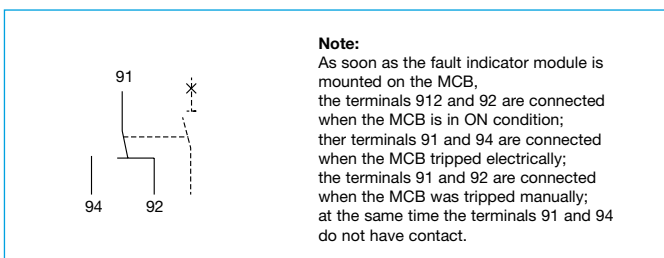 Note:
As soon as the fault indicator module is
mounted on the MCB,
the terminals 912 and 92 are connected
when the MCB is in ON condition;
ther terminals 91 and 94 are connected
when the MCB tripped electrically;
the terminals 91 and 92 are connected
when the MCB was tripped manually;
at the same time the terminals 91 and 94
do not have contact.
91
94
92